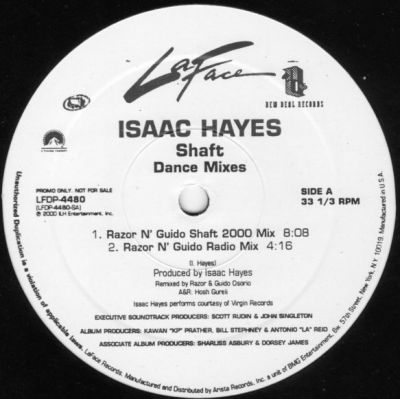 LaFace
NEW DEAL RECORDS
ISAAC HAYES
Shaft
Dance Mixes
PROMO ONLY. NOT FOR SALE
LFDP-4480
(LFDP-4480-SA)
℗ 2000 ILH Entertainment, Inc.
SIDE A
33 1/3 RPM
1. Razor N' Guido Shaft 2000 Mix 8:08
2. Razor N' Guido Radio Mix 4:16
(I. Hayes)
Produced by Isaac Hayes
Remixed by Razor & Guido Osorio
A&R: Hosh Gureli
Isaac Hayes performs courtesy of Virgin Records
EXECUTIVE SOUNDTRACK PRODUCERS: SCOTT RUDIN & JOHN SINGLETON
ALBUM PRODUCERS: KAWAN "KP" PRATHER, BILL STEPHNEY & ANTONIO "LA" REID
ASSOCIATE ALBUM PRODUCERS: SHARLISS ASBURY & DORSEY JAMES
Unauthorized Duplication is a violation of applicable laws. LaFace Records. Manufactured and Distributed by Arista Records, Inc. a unit of BMG Entertainment, 6w. 57th Street, New York, N.Y. 10019. Manufactured in U.S.A.